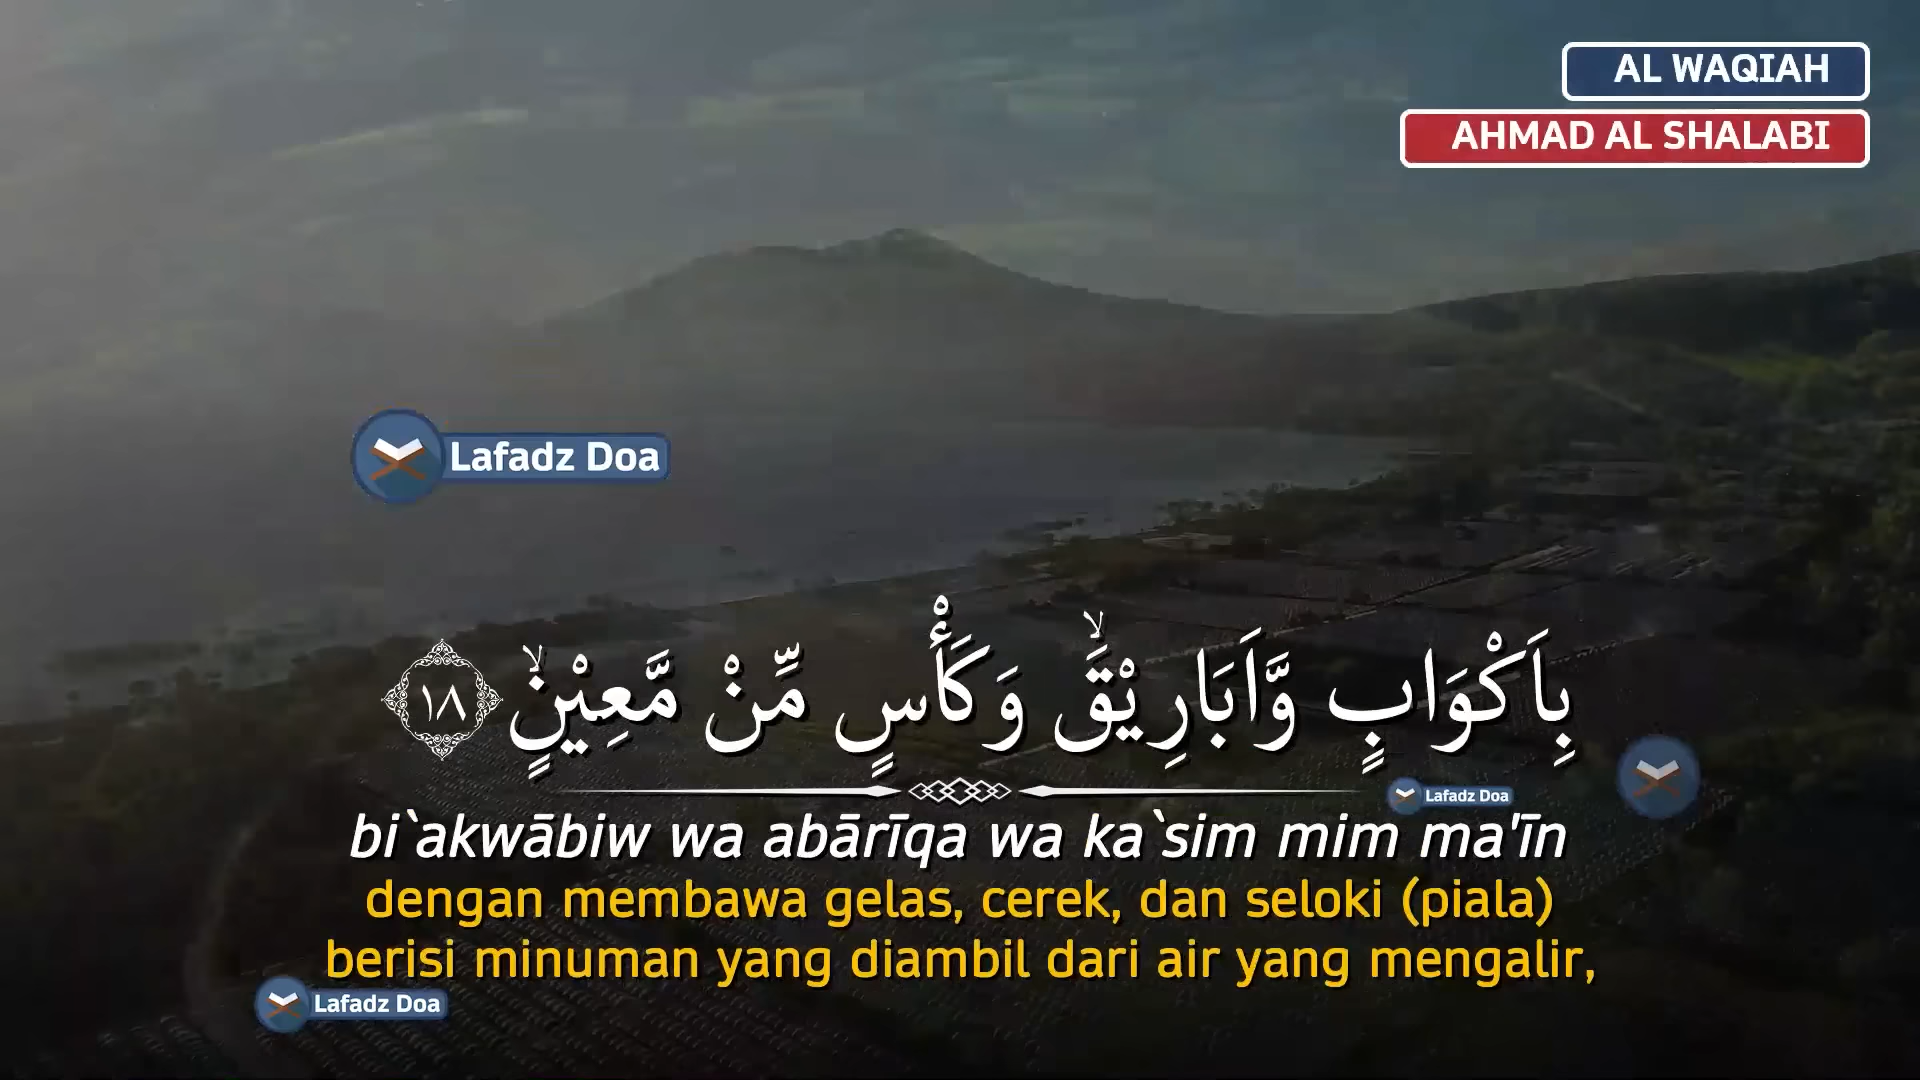 AL WAQIAH
AHMAD AL SHALABI
Lafadz Doa
بِاَكْوَابٍ وَّاَبَارِيْقَۙ وَكَأْسٍ مِّنْ مَّعِيْنٍۙ ١٨
Lafadz Doa
bi`akwābiw wa abārīqa wa ka`sim mim ma'īn
dengan membawa gelas, cerek, dan seloki (piala)
berisi minuman yang diambil dari air yang mengalir,
Lafadz Doa